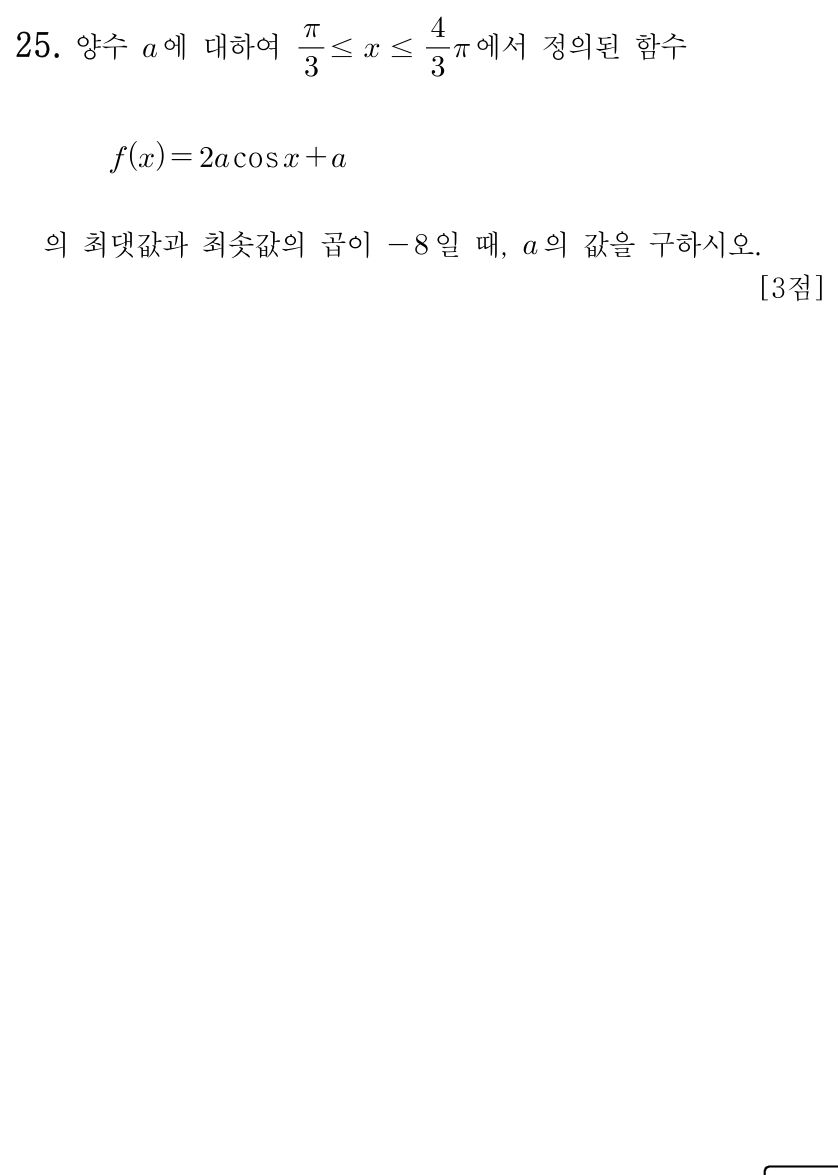 25. 양수 a에 대하여 π/3 ≤ x ≤ 4/3 π에서 정의된 함수
f(x) = 2a cos x + a
의 최댓값과 최솟값의 곱이 −8일 때, a의 값을 구하시오.
[3점]